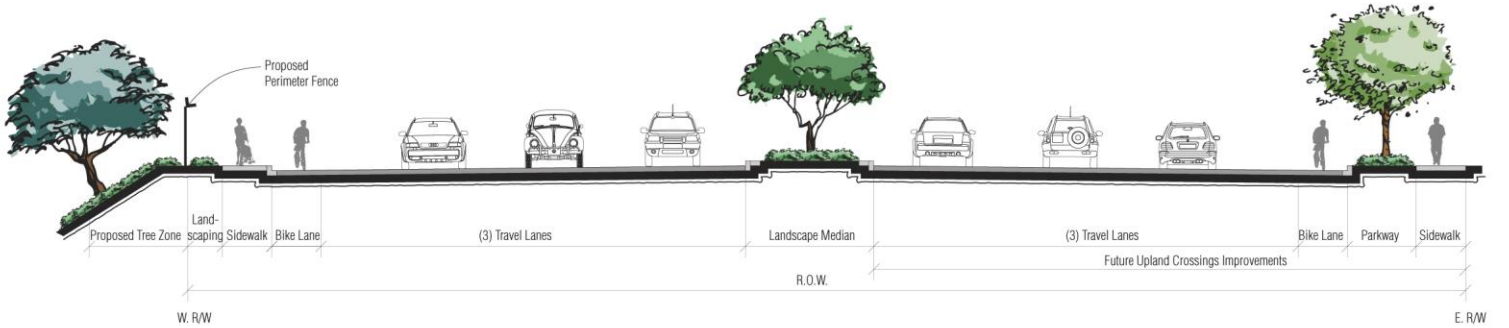 Proposed
Perimeter Fence
Land-
Proposed Tree Zone scaping Sidewalk Bike Lane (3) Travel Lanes Landscape Median (3) Travel Lanes Bike Lane Parkway Sidewalk
Future Upland Crossings Improvements
R.O.W.
W. R/W E. R/W